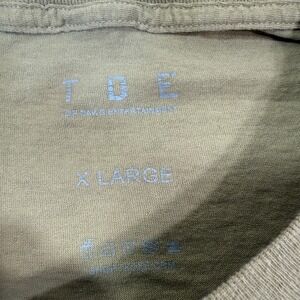 T D E
TOP DAWG ENTERTAINMENT
X LARGE